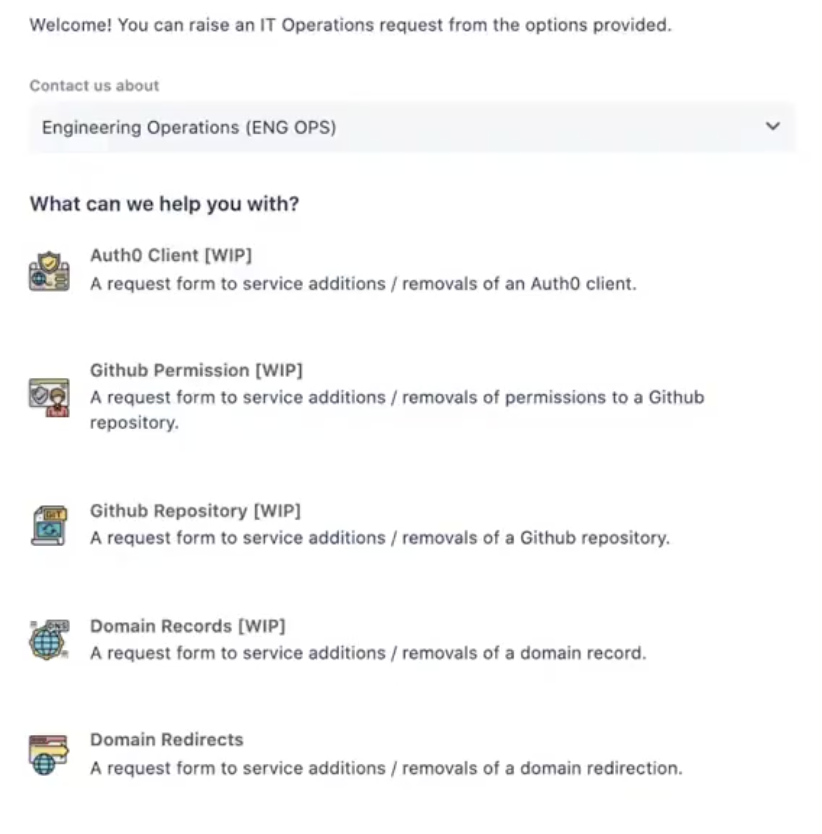 Welcome! You can raise an IT Operations request from the options provided.
Contact us about
Engineering Operations (ENG OPS)
What can we help you with?
Auth0 Client [WIP]
A request form to service additions / removals of an Auth0 client.
Github Permission [WIP]
A request form to service additions / removals of permissions to a Github
repository.
GIT
Github Repository [WIP]
A request form to service additions / removals of a Github repository.
DNS
Domain Records [WIP]
A request form to service additions / removals of a domain record.
Domain Redirects
A request form to service additions / removals of a domain redirection.